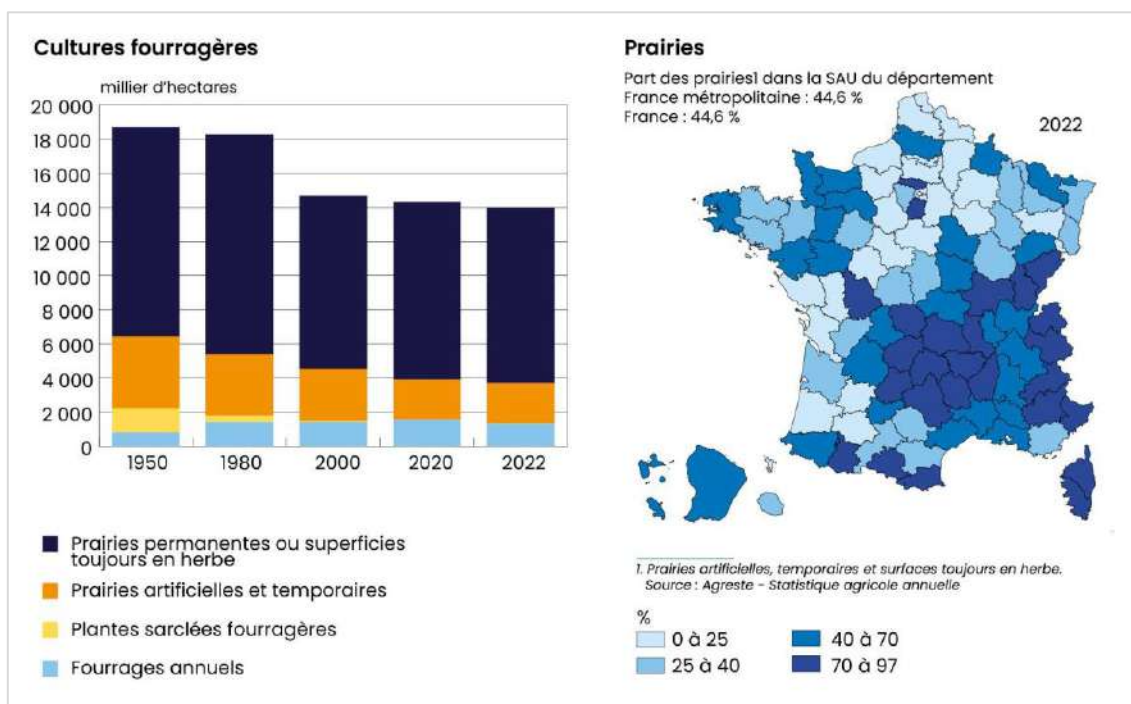 Cultures fourragères
millier d'hectares
20 000
18 000
16 000
14 000
12 000
10 000
8 000
6 000
4 000
2 000
0
1950
1980
2000
2020
2022
Prairies permanentes ou superficies
toujours en herbe
Prairies artificielles et temporaires
Plantes sarclées fourragères
Fourrages annuels
Prairies
Part des prairies1 dans la SAU du département
France métropolitaine : 44,6 %
France : 44,6 %
2022
1. Prairies artificielles, temporaires et surfaces toujours en herbe.
Source : Agreste - Statistique agricole annuelle
%
0 à 25
25 à 40
40 à 70
70 à 97